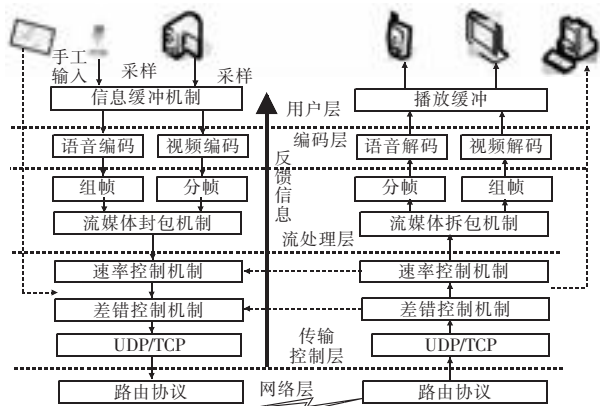 手工
输入
采样
采样
信息缓冲机制
用户层
播放缓冲
编码层
语音编码
视频编码
语音解码
视频解码
反馈信息
组帧
分帧
分帧
组帧
流媒体封包机制
流媒体拆包机制
流处理层
速率控制机制
速率控制机制
差错控制机制
差错控制机制
传输
控制层
UDP/TCP
UDP/TCP
路由协议
网络层
路由协议